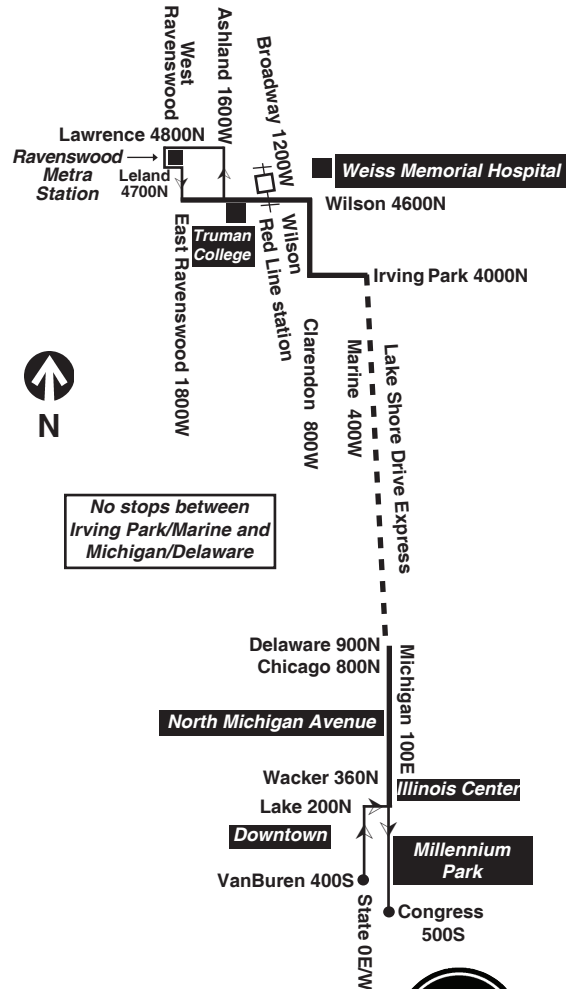 West
Ravenswood
Ashland 1600W
Broadway 1200W
Lawrence 4800N
Ravenswood
Metra
Station
Leland
4700N
Weiss Memorial Hospital
Wilson 4600N
Truman
College
Wilson
Red Line station
East Ravenswood 1800W
Irving Park 4000N
Clarendon 800W
Marine 400W
Lake Shore Drive Express
N
No stops between
Irving Park/Marine and
Michigan/Delaware
Delaware 900N
Chicago 800N
Michigan 100E
North Michigan Avenue
Wacker 360N
Illinois Center
Lake 200N
Downtown
Millennium
Park
VanBuren 400S
Congress
500S
State 0E/W